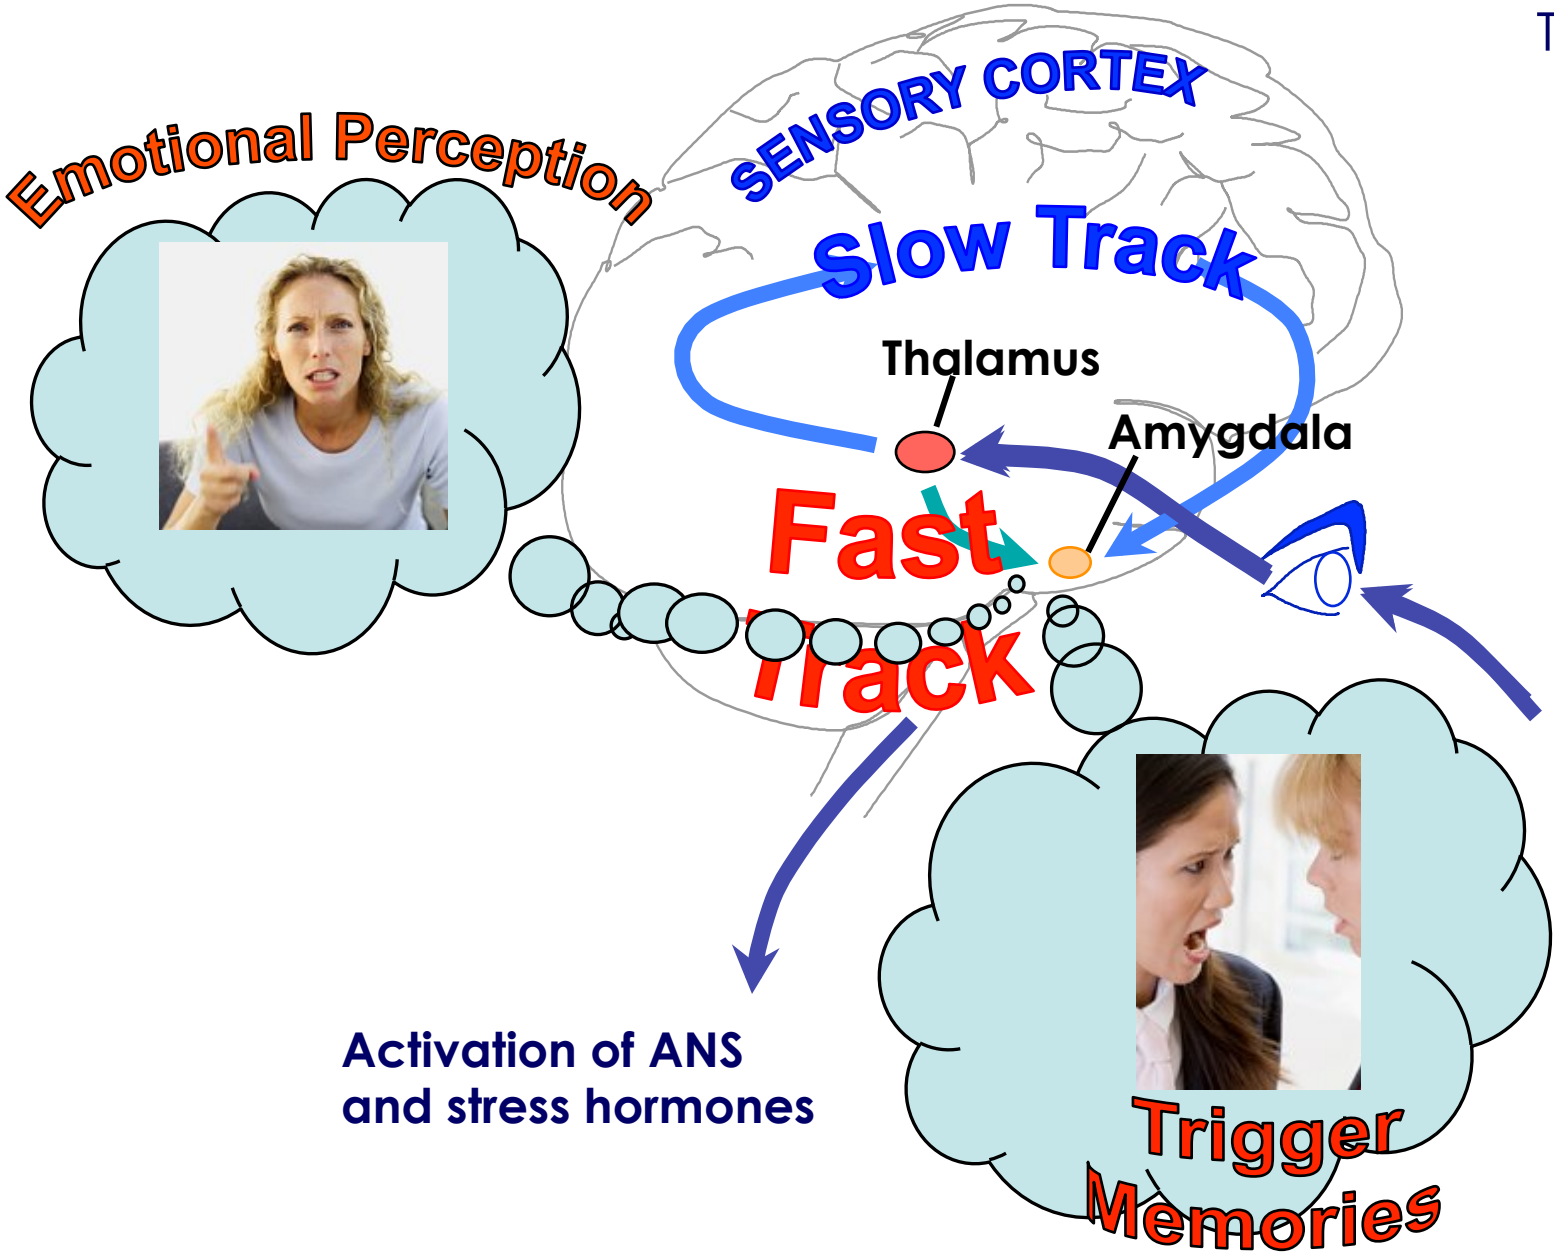 T
SENSORY CORTEX
Emotional Perception
Slow Track
Thalamus
Amygdala
Fast
Track
Activation of ANS
and stress hormones
Trigger
Memories